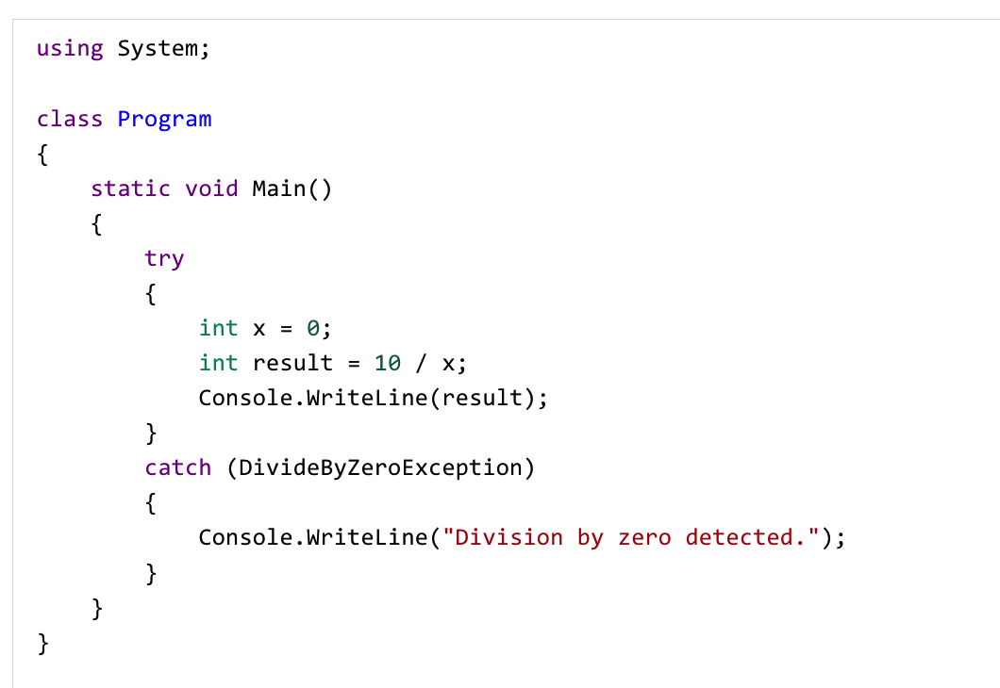 using System;

class Program
{
    static void Main()
    {
        try
        {
            int x = 0;
            int result = 10 / x;
            Console.WriteLine(result);
        }
        catch (DivideByZeroException)
        {
            Console.WriteLine("Division by zero detected.");
        }
    }
}